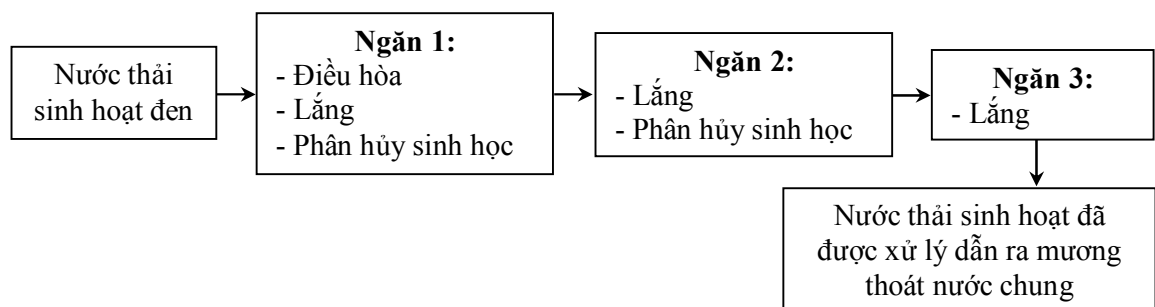 Nước thải
sinh hoạt đen
Ngăn 1:
- Điều hòa
- Lắng
- Phân hủy sinh học
Ngăn 2:
- Lắng
- Phân hủy sinh học
Ngăn 3:
- Lắng
Nước thải sinh hoạt đã
được xử lý dẫn ra mương
thoát nước chung